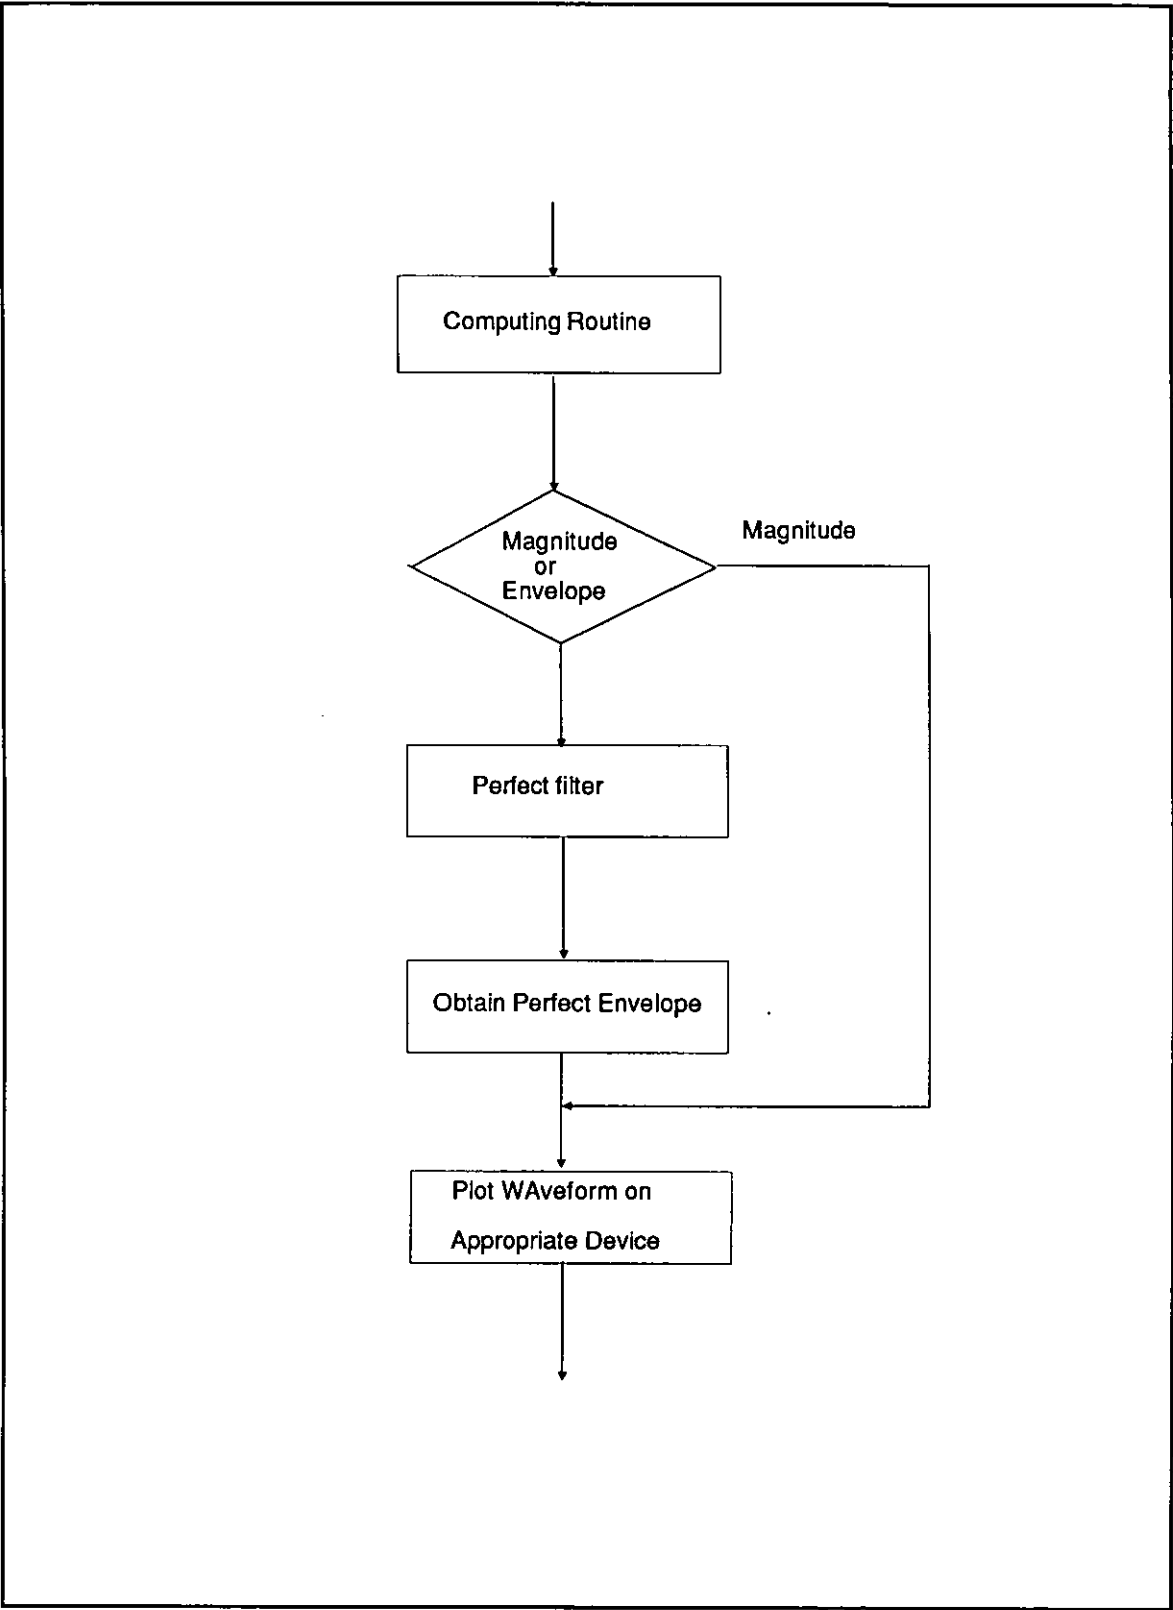 Computing Routine
Magnitude
or
Envelope
Magnitude
Perfect filter
Obtain Perfect Envelope
Plot WAveform on
Appropriate Device